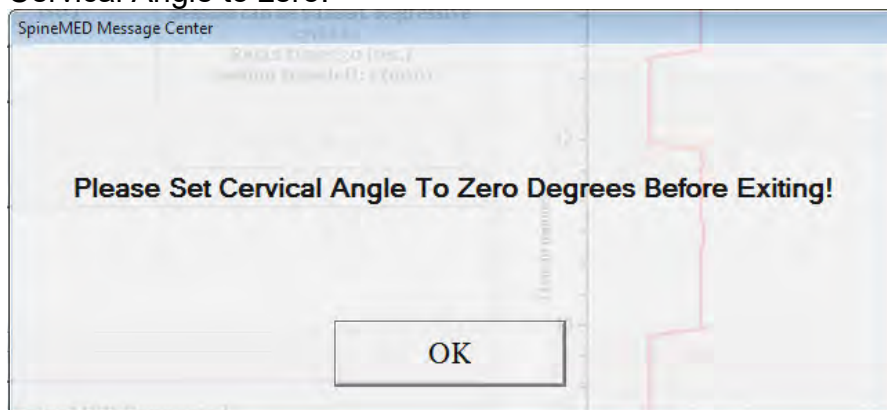 Cervical Angle to zero.
SpineMED Message Center
Please Set Cervical Angle To Zero Degrees Before Exiting!
OK